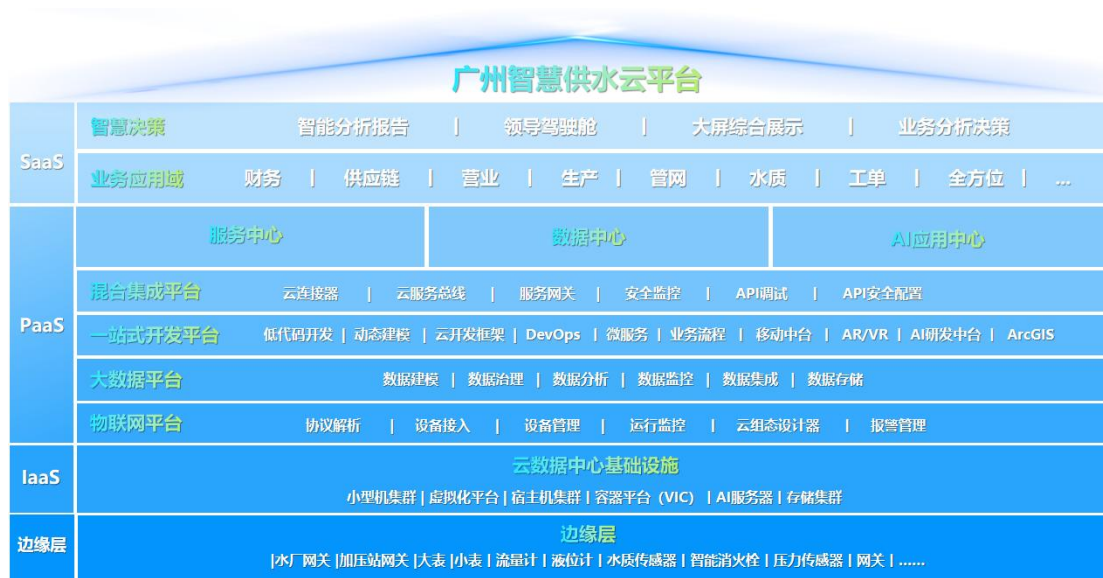 广州智慧供水云平台
SaaS
智慧决策 智能分析报告 | 领导驾驶舱 | 大屏综合展示 | 业务分析决策
业务应用域 财务 | 供应链 | 营业 | 生产 | 管网 | 水质 | 工单 | 全方位 | ...
PaaS
服务中心 数据中心 AI应用中心
混合集成平台 云连接器 | 云服务总线 | 服务网关 | 安全监控 | API调试 | API安全配置
一站式开发平台 低代码开发 | 动态建模 | 云开发框架 | DevOps | 微服务 | 业务流程 | 移动中台 | AR/VR | AI研发中台 | ArcGIS
大数据平台 数据建模 | 数据治理 | 数据分析 | 数据监控 | 数据集成 | 数据存储
物联网平台 协议解析 | 设备接入 | 设备管理 | 运行监控 | 云组态设计器 | 报警管理
IaaS
云数据中心基础设施
小型机集群 | 虚拟化平台 | 宿主机集群 | 容器平台（VIC） | AI服务器 | 存储集群
边缘层
边缘层
|水厂网关 |加压站网关 |大表 |小表 | 流量计 | 液位计 | 水质传感器 | 智能消火栓 | 压力传感器 | 网关 | ......